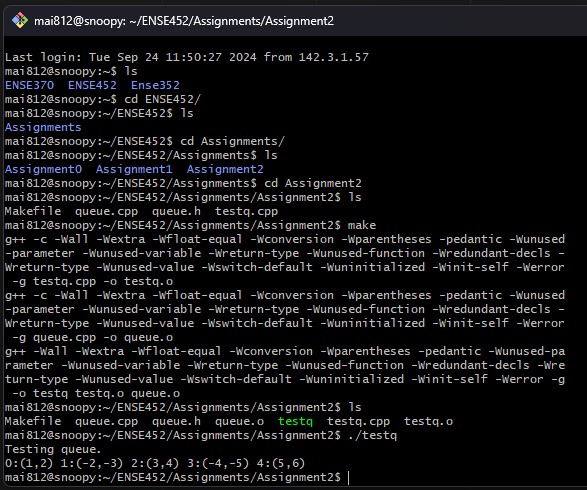 mai812@snoopy: ~/ENSE452/Assignments/Assignment2
Last login: Tue Sep 24 11:50:27 2024 from 142.3.1.57
mai812@snoopy:~$ ls
ENSE370  ENSE452  Ense352
mai812@snoopy:~$ cd ENSE452/
mai812@snoopy:~/ENSE452$ ls
Assignments
mai812@snoopy:~/ENSE452$ cd Assignments/
mai812@snoopy:~/ENSE452/Assignments$ ls
Assignment0  Assignment1  Assignment2
mai812@snoopy:~/ENSE452/Assignments$ cd Assignment2
mai812@snoopy:~/ENSE452/Assignments/Assignment2$ ls
Makefile  queue.cpp  queue.h  testq.cpp
mai812@snoopy:~/ENSE452/Assignments/Assignment2$ make
g++ -c -Wall -Wextra -Wfloat-equal -Wconversion -Wparentheses -pedantic -Wunused
-parameter -Wunused-variable -Wreturn-type -Wunused-function -Wredundant-decls -
Wreturn-type -Wunused-value -Wswitch-default -Wuninitialized -Winit-self -Werror
 -g testq.cpp -o testq.o
g++ -c -Wall -Wextra -Wfloat-equal -Wconversion -Wparentheses -pedantic -Wunused
-parameter -Wunused-variable -Wreturn-type -Wunused-function -Wredundant-decls -
Wreturn-type -Wunused-value -Wswitch-default -Wuninitialized -Winit-self -Werror
 -g queue.cpp -o queue.o
g++ -Wall -Wextra -Wfloat-equal -Wconversion -Wparentheses -pedantic -Wunused-pa
rameter -Wunused-variable -Wreturn-type -Wunused-function -Wredundant-decls -Wre
turn-type -Wunused-value -Wswitch-default -Wuninitialized -Winit-self -Werror -g
 -o testq testq.o queue.o
mai812@snoopy:~/ENSE452/Assignments/Assignment2$ ls
Makefile  queue.cpp  queue.h  queue.o  testq  testq.cpp  testq.o
mai812@snoopy:~/ENSE452/Assignments/Assignment2$ ./testq
Testing queue.
0:(1,2) 1:(-2,-3) 2:(3,4) 3:(-4,-5) 4:(5,6)
mai812@snoopy:~/ENSE452/Assignments/Assignment2$